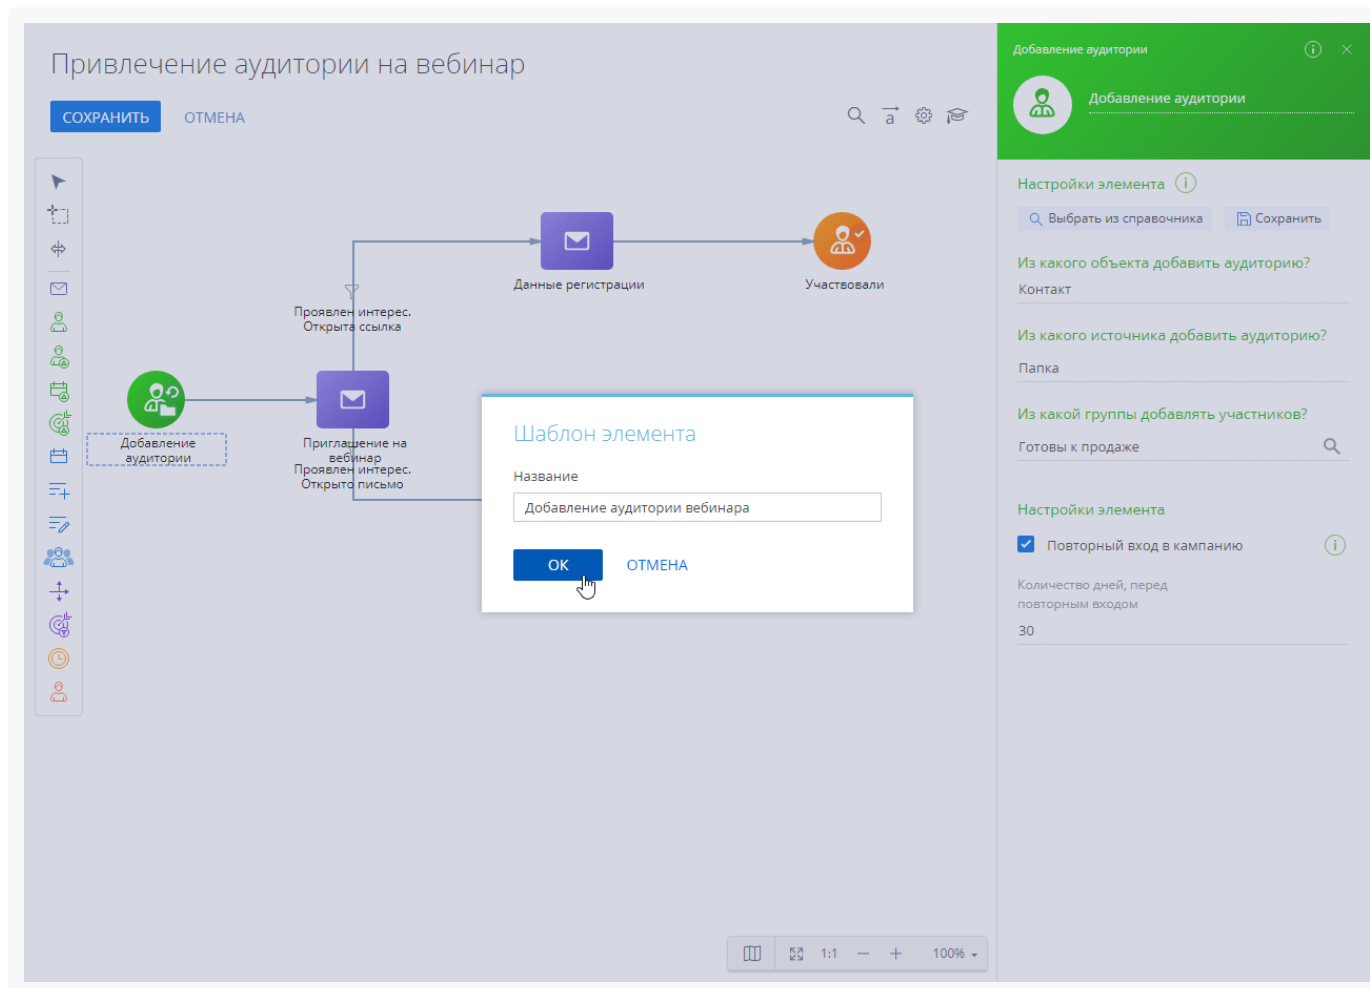 Привлечение аудитории на вебинар
СОХРАНИТЬ
ОТМЕНА
a
Данные регистрации
Участвовали
Проявлен интерес.
Открыта ссылка
Добавление
аудитории
Приглашение на
вебинар
Проявлен интерес.
Открыто письмо
Шаблон элемента
Название
Добавление аудитории вебинара
ОК
ОТМЕНА
1:1
100%
Добавление аудитории
Добавление аудитории
Настройки элемента
Выбрать из справочника
Сохранить
Из какого объекта добавить аудиторию?
Контакт
Из какого источника добавить аудиторию?
Папка
Из какой группы добавлять участников?
Готовы к продаже
Настройки элемента
Повторный вход в кампанию
Количество дней, перед
повторным входом
30